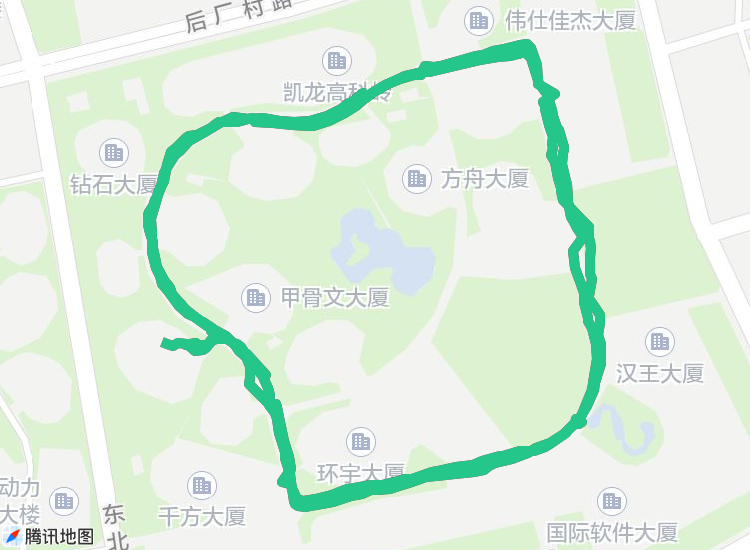 后厂村路
伟仕佳杰大厦
凯龙高科岭
钻石大厦
方舟大厦
甲骨文大厦
汉王大厦
环宇大厦
千方大厦
动力
大楼
东北
国际软件大厦
腾讯地图